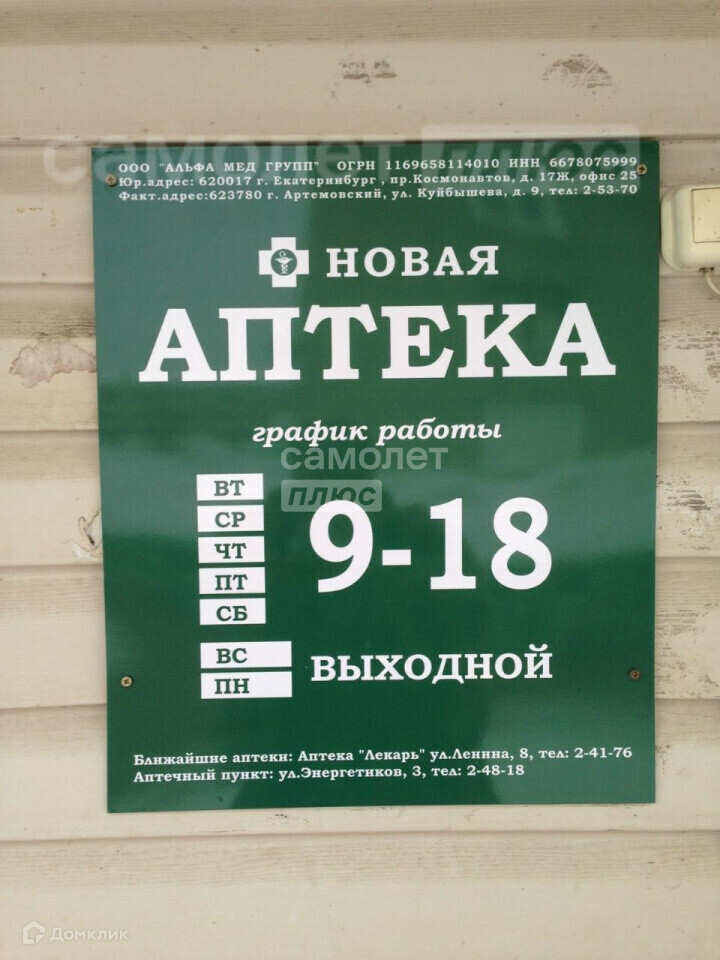 самолет плюс
ООО "АЛЬФА МЕД ГРУПП" ОГРН 1169658114010 ИНН 6678075999
Юр.адрес: 620017 г. Екатеринбург , пр.Космонавтов, д. 17Ж, офис 25
Факт.адрес:623780 г. Артемовский, ул. Куйбышева, д. 9, тел: 2-53-70
НОВАЯ
АПТЕКА
график работы
самолет
плюс
ВТ
СР
ЧТ
ПТ
СБ
9-18
ВС
ПН
ВЫХОДНОЙ
Ближайшие аптеки: Аптека "Лекарь" ул.Ленина, 8, тел: 2-41-76
Аптечный пункт: ул.Энергетиков, 3, тел: 2-48-18
Домклик